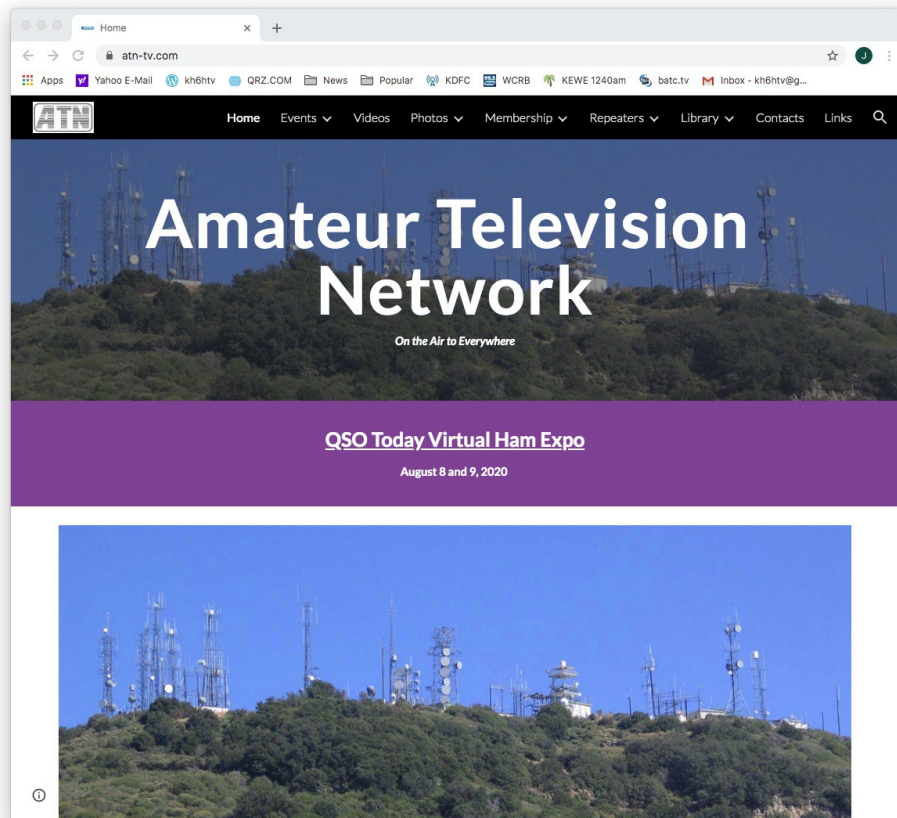 Home
atn-tv.com
J
Apps Yahoo E-Mail kh6htv QRZ.COM News Popular KDFC WCRB KEWE 1240am batc.tv Inbox - kh6htv@g...
ATN Home Events Videos Photos Membership Repeaters Library Contacts Links
Amateur Television
Network
On the Air to Everywhere
QSO Today Virtual Ham Expo
August 8 and 9, 2020